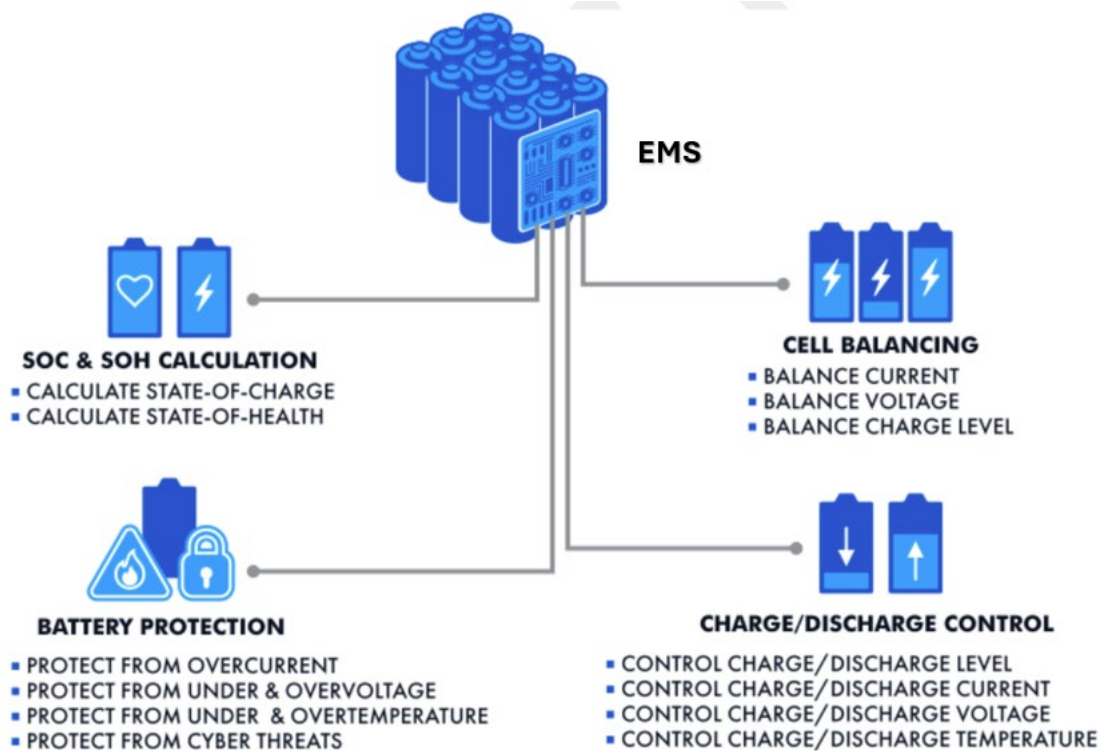 EMS
SOC & SOH CALCULATION
▪ CALCULATE STATE-OF-CHARGE
▪ CALCULATE STATE-OF-HEALTH
CELL BALANCING
▪ BALANCE CURRENT
▪ BALANCE VOLTAGE
▪ BALANCE CHARGE LEVEL
BATTERY PROTECTION
▪ PROTECT FROM OVERCURRENT
▪ PROTECT FROM UNDER & OVERVOLTAGE
▪ PROTECT FROM UNDER & OVERTEMPERATURE
▪ PROTECT FROM CYBER THREATS
CHARGE/DISCHARGE CONTROL
▪ CONTROL CHARGE/DISCHARGE LEVEL
▪ CONTROL CHARGE/DISCHARGE CURRENT
▪ CONTROL CHARGE/DISCHARGE VOLTAGE
▪ CONTROL CHARGE/DISCHARGE TEMPERATURE